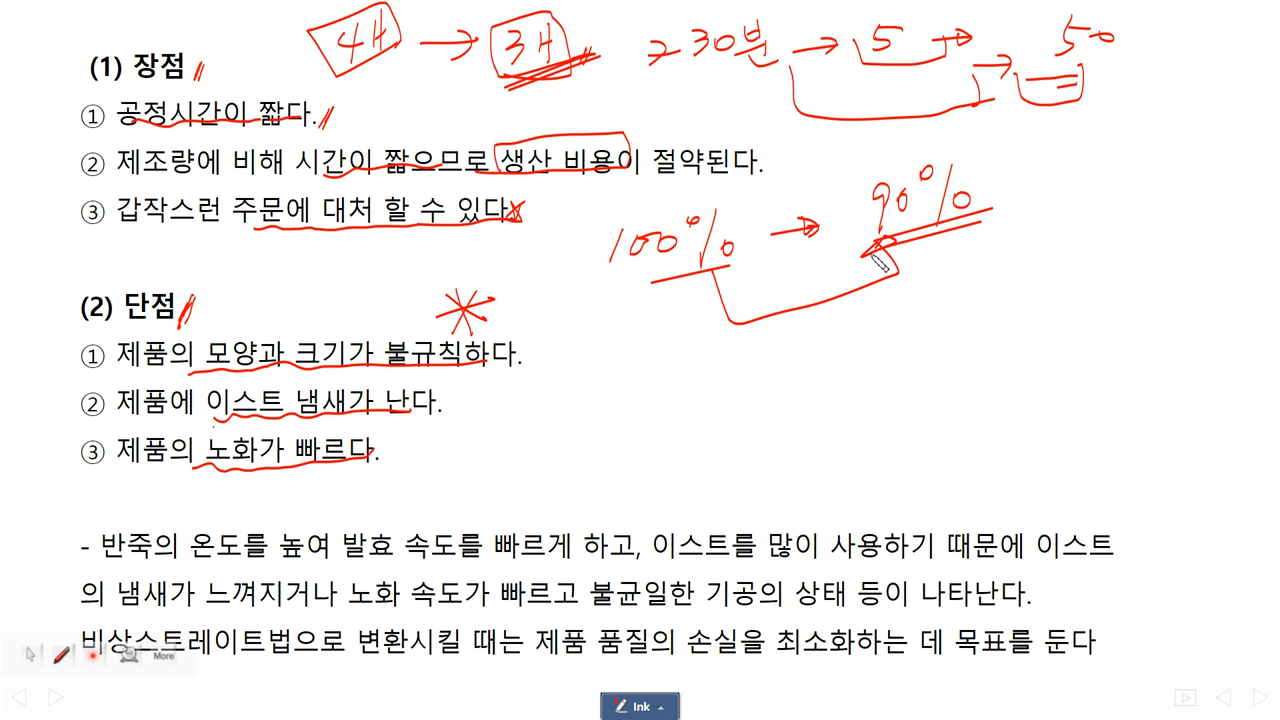 4H → 3H → 30분 → 5 → → 50
(1) 장점
① 공정시간이 짧다.
② 제조량에 비해 시간이 짧으므로 생산 비용이 절약된다.
③ 갑작스런 주문에 대처 할 수 있다.
100% → 90%
(2) 단점
① 제품의 모양과 크기가 불규칙하다.
② 제품에 이스트 냄새가 난다.
③ 제품의 노화가 빠르다.
- 반죽의 온도를 높여 발효 속도를 빠르게 하고, 이스트를 많이 사용하기 때문에 이스트
의 냄새가 느껴지거나 노화 속도가 빠르고 불균일한 기공의 상태 등이 나타난다.
비상스트레이트법으로 변환시킬 때는 제품 품질의 손실을 최소화하는 데 목표를 둔다
More
Ink